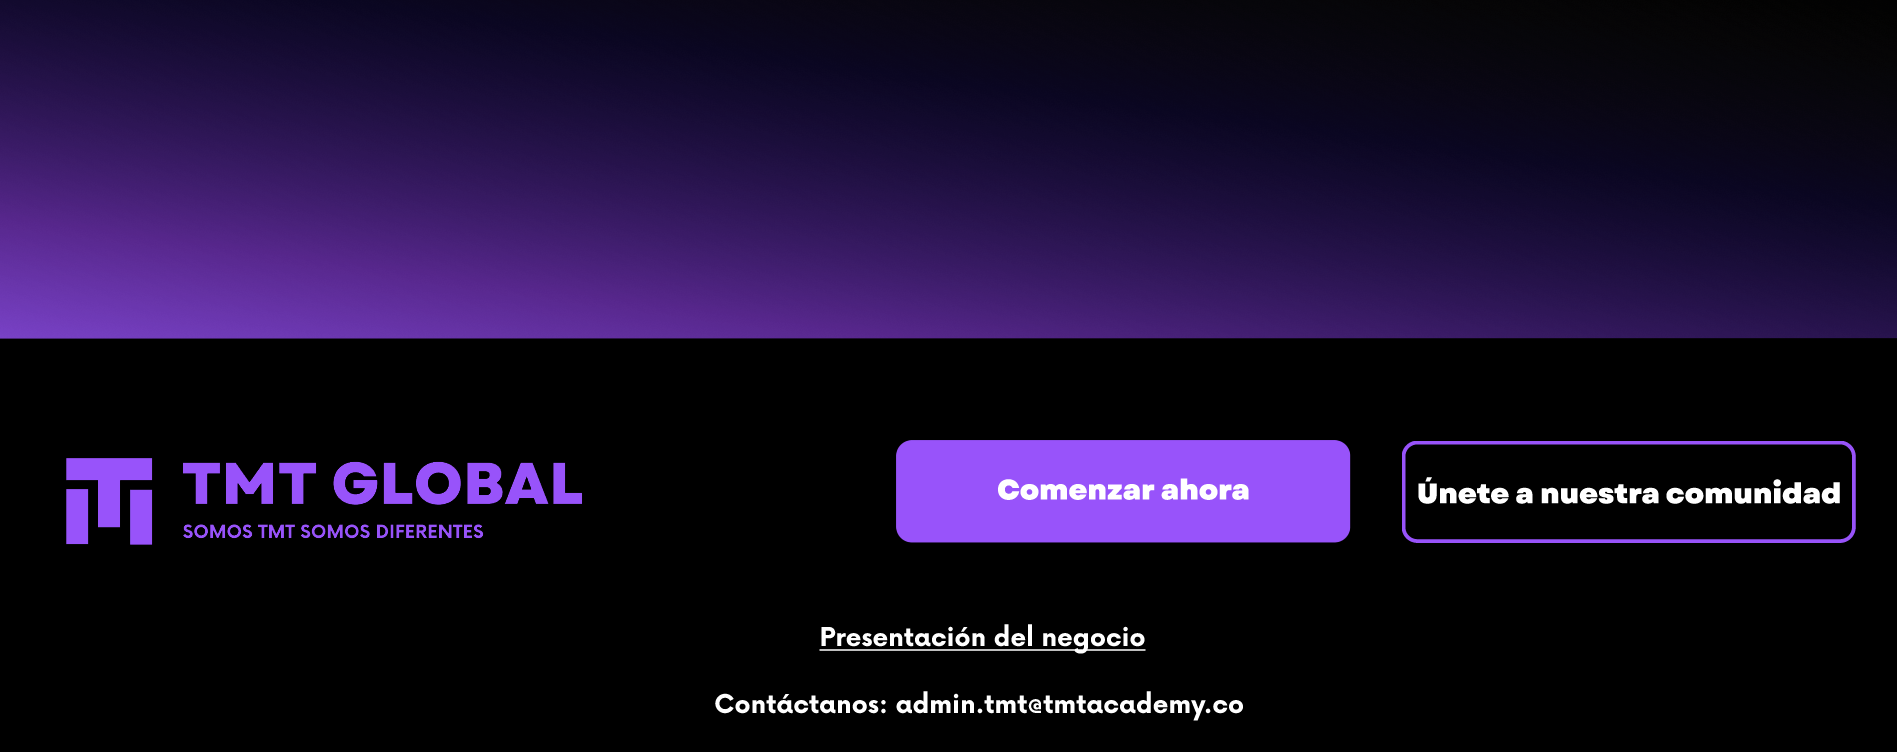 TMT GLOBAL
SOMOS TMT SOMOS DIFERENTES
Comenzar ahora
Únete a nuestra comunidad
Presentación del negocio
Contáctanos: admin.tmt@tmtacademy.co